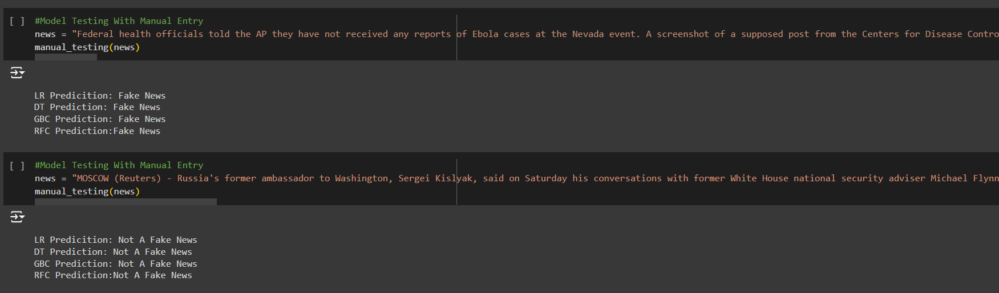 [ ] #Model Testing With Manual Entry
news = "Federal health officials told the AP they have not received any reports of Ebola cases at the Nevada event. A screenshot of a supposed post from the Centers for Disease Contro
manual_testing(news)
LR Predicition: Fake News
DT Prediction: Fake News
GBC Prediction: Fake News
RFC Prediction:Fake News
[ ] #Model Testing With Manual Entry
news = "MOSCOW (Reuters) - Russia's former ambassador to Washington, Sergei Kislyak, said on Saturday his conversations with former White House national security adviser Michael Flynn
manual_testing(news)
LR Predicition: Not A Fake News
DT Prediction: Not A Fake News
GBC Prediction: Not A Fake News
RFC Prediction:Not A Fake News